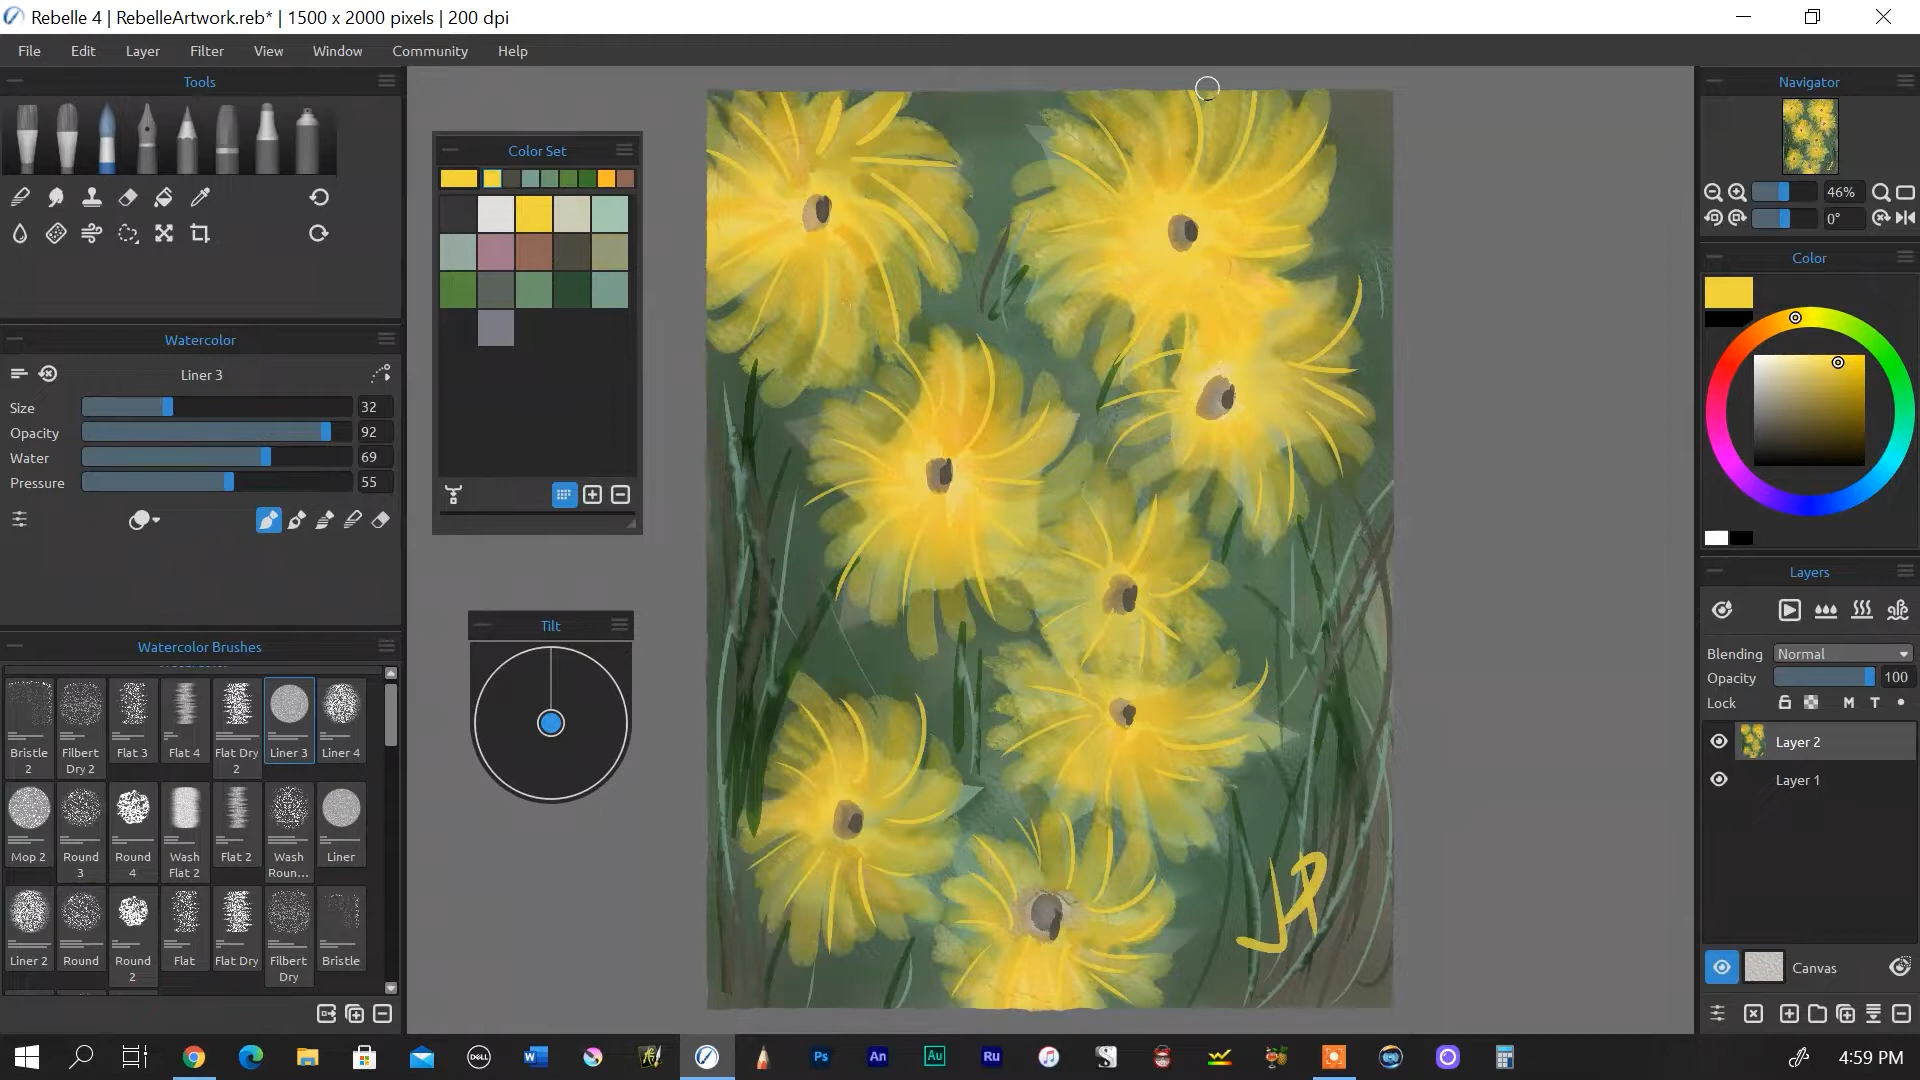 Rebelle 4 | RebelleArtwork.reb* | 1500 x 2000 pixels | 200 dpi
File Edit Layer Filter View Window Community Help
Tools
Color Set
Navigator
46%
0°
Color
Watercolor
Liner 3
Size 32
Opacity 92
Water 69
Pressure 55
Tilt
Watercolor Brushes
Bristle 2
Filbert Dry 2
Flat 3
Flat 4
Flat Dry 2
Liner 3
Liner 4
Mop 2
Round 3
Round 4
Wash Flat 2
Flat 2
Wash Roun...
Liner
Liner 2
Round
Round 2
Flat
Flat Dry
Filbert Dry
Bristle
Layers
Blending Normal
Opacity 100
Lock M T
Layer 2
Layer 1
Canvas
JP
DELL W Ps An Au Ru S
4:59 PM